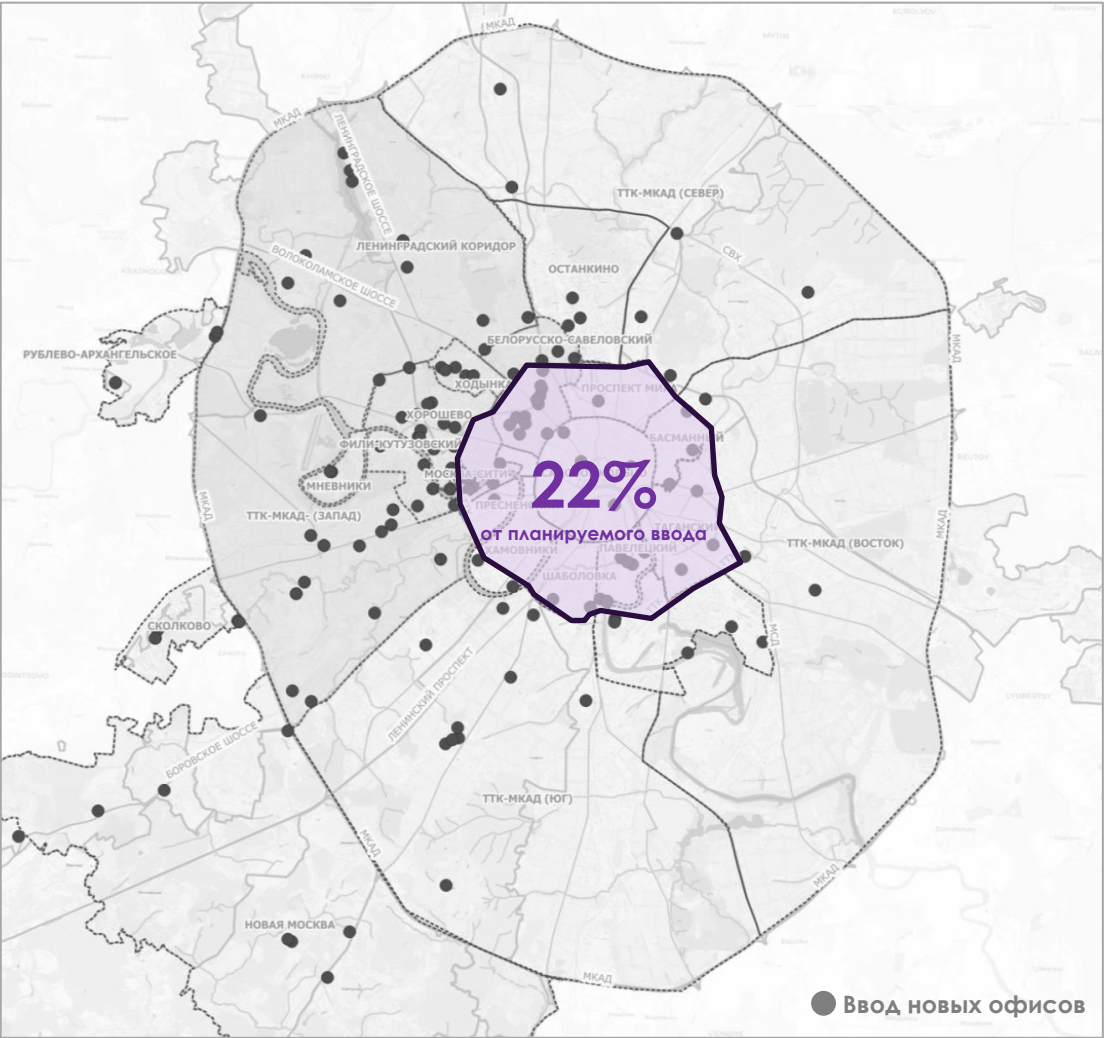 МКАД
МКАД
ЛЕНИНГРАДСКОЕ ШОССЕ
ТТК-МКАД (СЕВЕР)
ЛЕНИНГРАДСКИЙ КОРИДОР
СВХ
ВОЛОКОЛАМСКОЕ ШОССЕ
ОСТАНКИНО
БЕЛОРУССКО-САВЕЛОВСКИЙ
МКАД
РУБЛЕВО-АРХАНГЕЛЬСКОЕ
ХОДЫНКА
ПРОСПЕКТ МИРА
ХОРОШЕВО
БАСМАННЫЙ
ФИЛИ-КУТУЗОВСКИЙ
МОСКВА-СИТИ
22%
МНЕВНИКИ
МКАД
ПРЕСНЕНС
ТТК-МКАД- (ЗАПАД)
МКАД
ТАГАНСКИЙ
от планируемого ввода
ХАМОВНИКИ
ПАВЕЛЕЦКИЙ
ТТК-МКАД (ВОСТОК)
ШАБОЛОВКА
СКОЛКОВО
МСД
ЛЕНИНСКИЙ ПРОСПЕКТ
БОРОВСКОЕ ШОССЕ
ТТК-МКАД (ЮГ)
МКАД
МКАД
НОВАЯ МОСКВА
МКАД
Ввод новых офисов